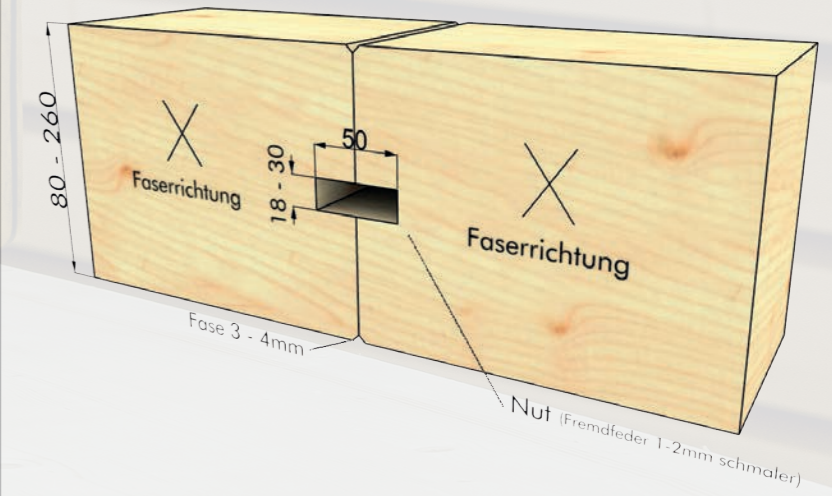 80 - 260
50
18 - 30
Faserrichtung
Faserrichtung
Fase 3 - 4mm
Nut (Fremdfeder 1-2mm schmaler)